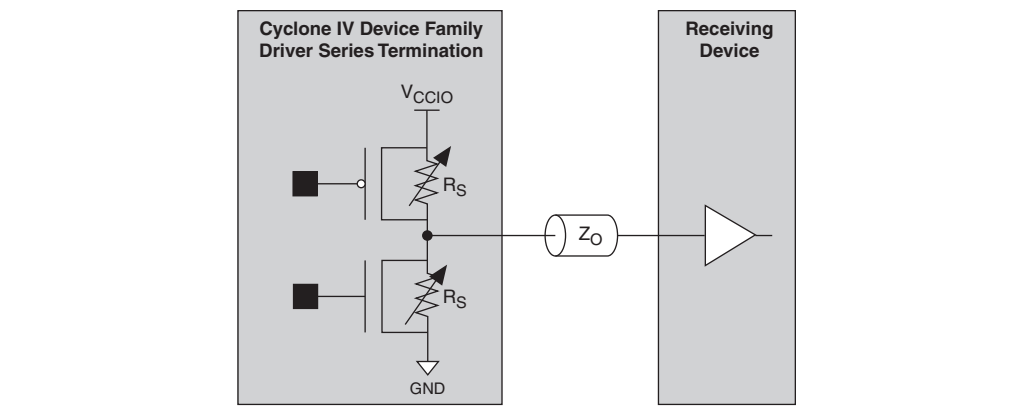 Cyclone IV Device Family
Driver Series Termination
Receiving
Device
VCCIO
RS
ZO
RS
GND